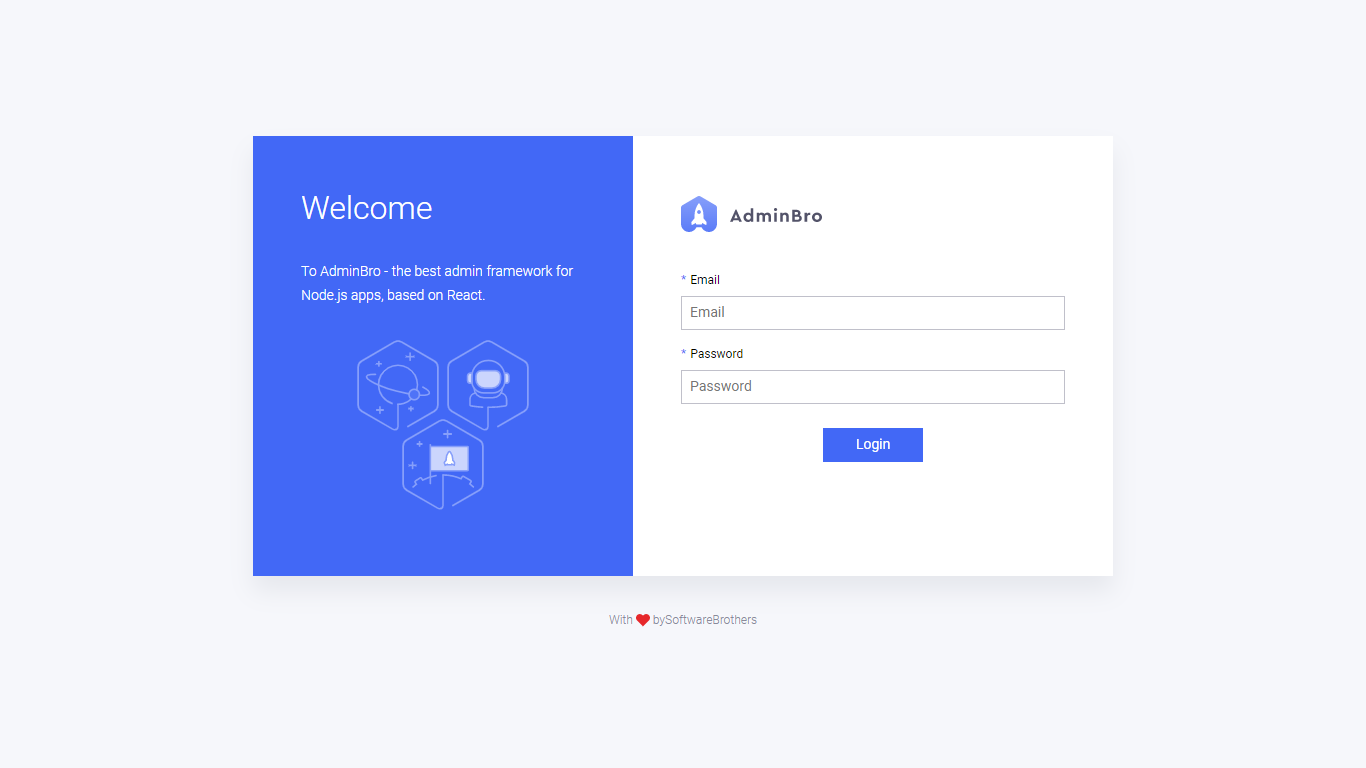 Welcome
To AdminBro - the best admin framework for
Node.js apps, based on React.
AdminBro
* Email
Email
* Password
Password
Login
With ❤ bySoftwareBrothers